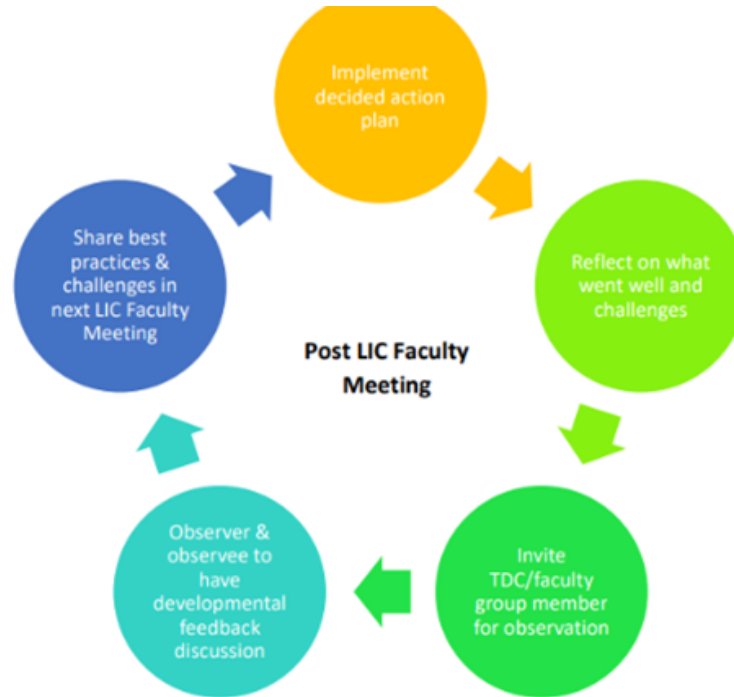 Implement
decided action
plan
Share best
practices &
challenges in
next LIC Faculty
Meeting
Reflect on what
went well and
challenges
Post LIC Faculty
Meeting
Observer &
observee to
have
developmental
feedback
discussion
Invite
TDC/faculty
group member
for observation